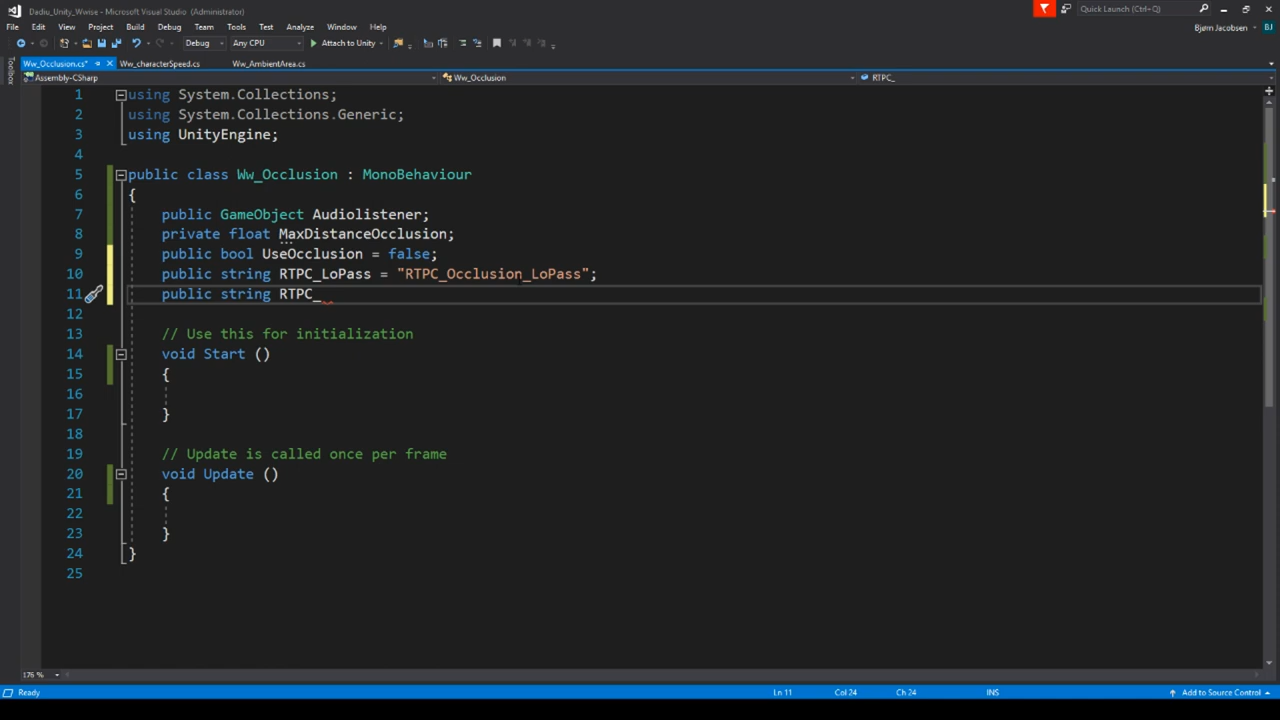 Dadiu_Unity_Wwise - Microsoft Visual Studio (Administrator)
Quick Launch (Ctrl+Q)
File Edit View Project Build Debug Team Tools Test Analyze Window Help
Bjørn Jacobsen BJ
Debug Any CPU Attach to Unity
Toolbox
Ww_Occlusion.cs* Ww_characterSpeed.cs Ww_AmbientArea.cs
Assembly-CSharp Ww_Occlusion RTPC_
1 using System.Collections;
2 using System.Collections.Generic;
3 using UnityEngine;
4
5 public class Ww_Occlusion : MonoBehaviour
6 {
7 public GameObject Audiolistener;
8 private float MaxDistanceOcclusion;
9 public bool UseOcclusion = false;
10 public string RTPC_LoPass = "RTPC_Occlusion_LoPass";
11 public string RTPC_
12
13 // Use this for initialization
14 void Start ()
15 {
16
17 }
18
19 // Update is called once per frame
20 void Update ()
21 {
22
23 }
24 }
25
176 %
Ready Ln 11 Col 24 Ch 24 INS Add to Source Control